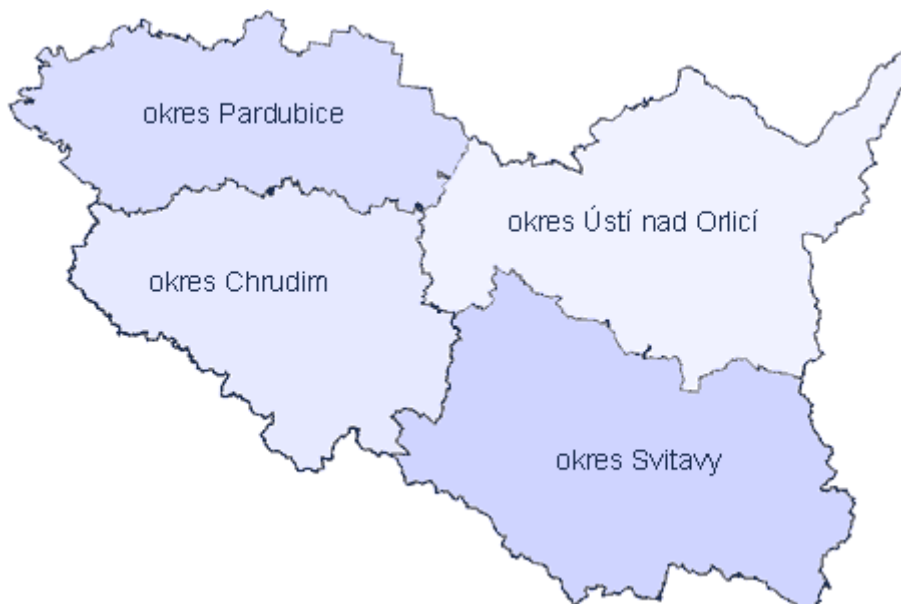 okres Pardubice
okres Ústí nad Orlicí
okres Chrudim
okres Svitavy